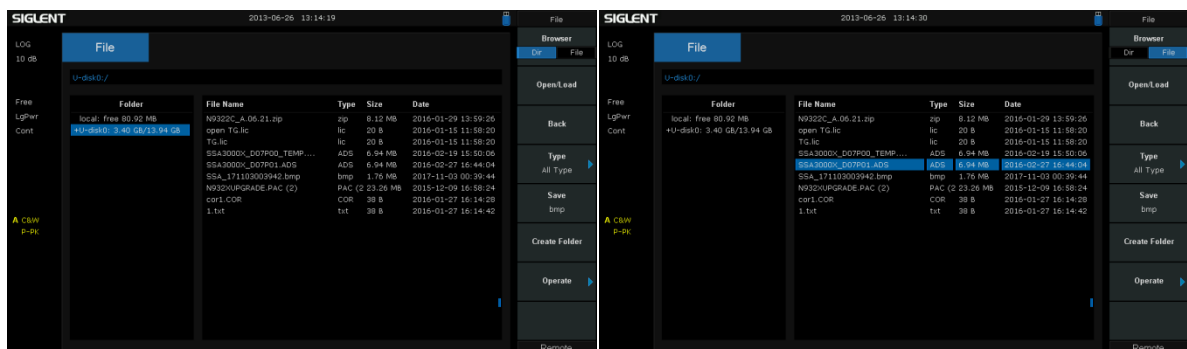 SIGLENT 2013-06-26 13:14:19 File
LOG
10 dB
File
Browser
Dir File
U-disk0:/
Open/Load
Free
LgPwr
Cont
Folder
local: free 80.92 MB
+U-disk0: 3.40 GB/13.94 GB
File Name Type Size Date
N9322C_A.06.21.zip zip 8.12 MB 2016-01-29 13:59:26
open TG.lic lic 20 B 2016-01-15 11:58:20
TG.lic lic 20 B 2016-01-15 11:58:20
SSA3000X_D07P00_TEMP.... ADS 6.94 MB 2016-02-19 15:50:06
SSA3000X_D07P01.ADS ADS 6.94 MB 2016-02-27 16:44:04
SSA_171103003942.bmp bmp 1.76 MB 2017-11-03 00:39:44
N932XUPGRADE.PAC (2) PAC (2 23.26 MB 2015-12-09 16:58:24
cor1.COR COR 38 B 2016-01-27 16:14:28
1.txt txt 38 B 2016-01-27 16:14:42
Back
Type
All Type
Save
bmp
Create Folder
Operate
A C&W
P-PK
Remote
SIGLENT 2013-06-26 13:14:30 File
LOG
10 dB
File
Browser
Dir File
U-disk0:/
Open/Load
Free
LgPwr
Cont
Folder
local: free 80.92 MB
+U-disk0: 3.40 GB/13.94 GB
File Name Type Size Date
N9322C_A.06.21.zip zip 8.12 MB 2016-01-29 13:59:26
open TG.lic lic 20 B 2016-01-15 11:58:20
TG.lic lic 20 B 2016-01-15 11:58:20
SSA3000X_D07P00_TEMP.... ADS 6.94 MB 2016-02-19 15:50:06
SSA3000X_D07P01.ADS ADS 6.94 MB 2016-02-27 16:44:04
SSA_171103003942.bmp bmp 1.76 MB 2017-11-03 00:39:44
N932XUPGRADE.PAC (2) PAC (2 23.26 MB 2015-12-09 16:58:24
cor1.COR COR 38 B 2016-01-27 16:14:28
1.txt txt 38 B 2016-01-27 16:14:42
Back
Type
All Type
Save
bmp
Create Folder
Operate
A C&W
P-PK
Remote